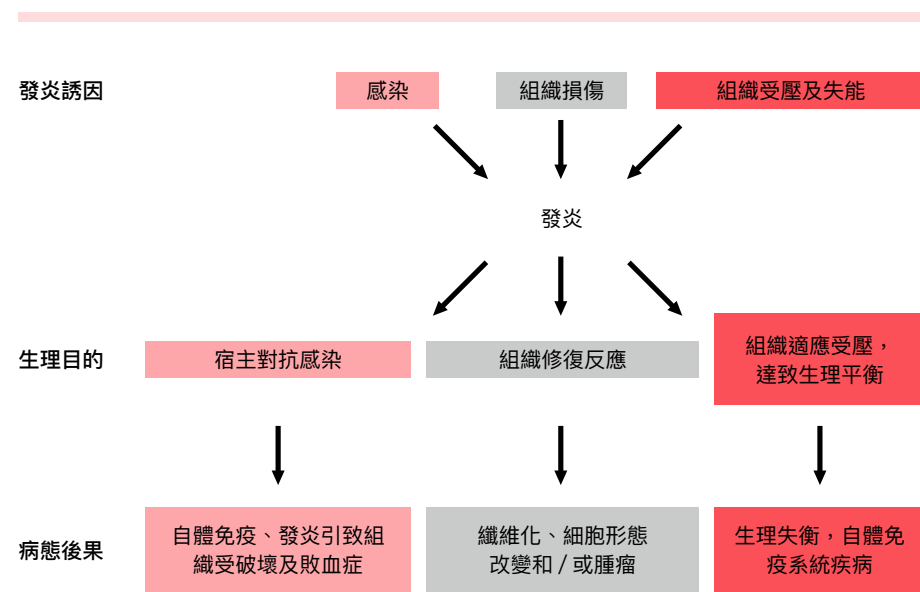 發炎誘因
感染
組織損傷
組織受壓及失能
發炎
生理目的
宿主對抗感染
組織修復反應
組織適應受壓，
達致生理平衡
病態後果
自體免疫、發炎引致組
織受破壞及敗血症
纖維化、細胞形態
改變和 / 或腫瘤
生理失衡，自體免
疫系統疾病